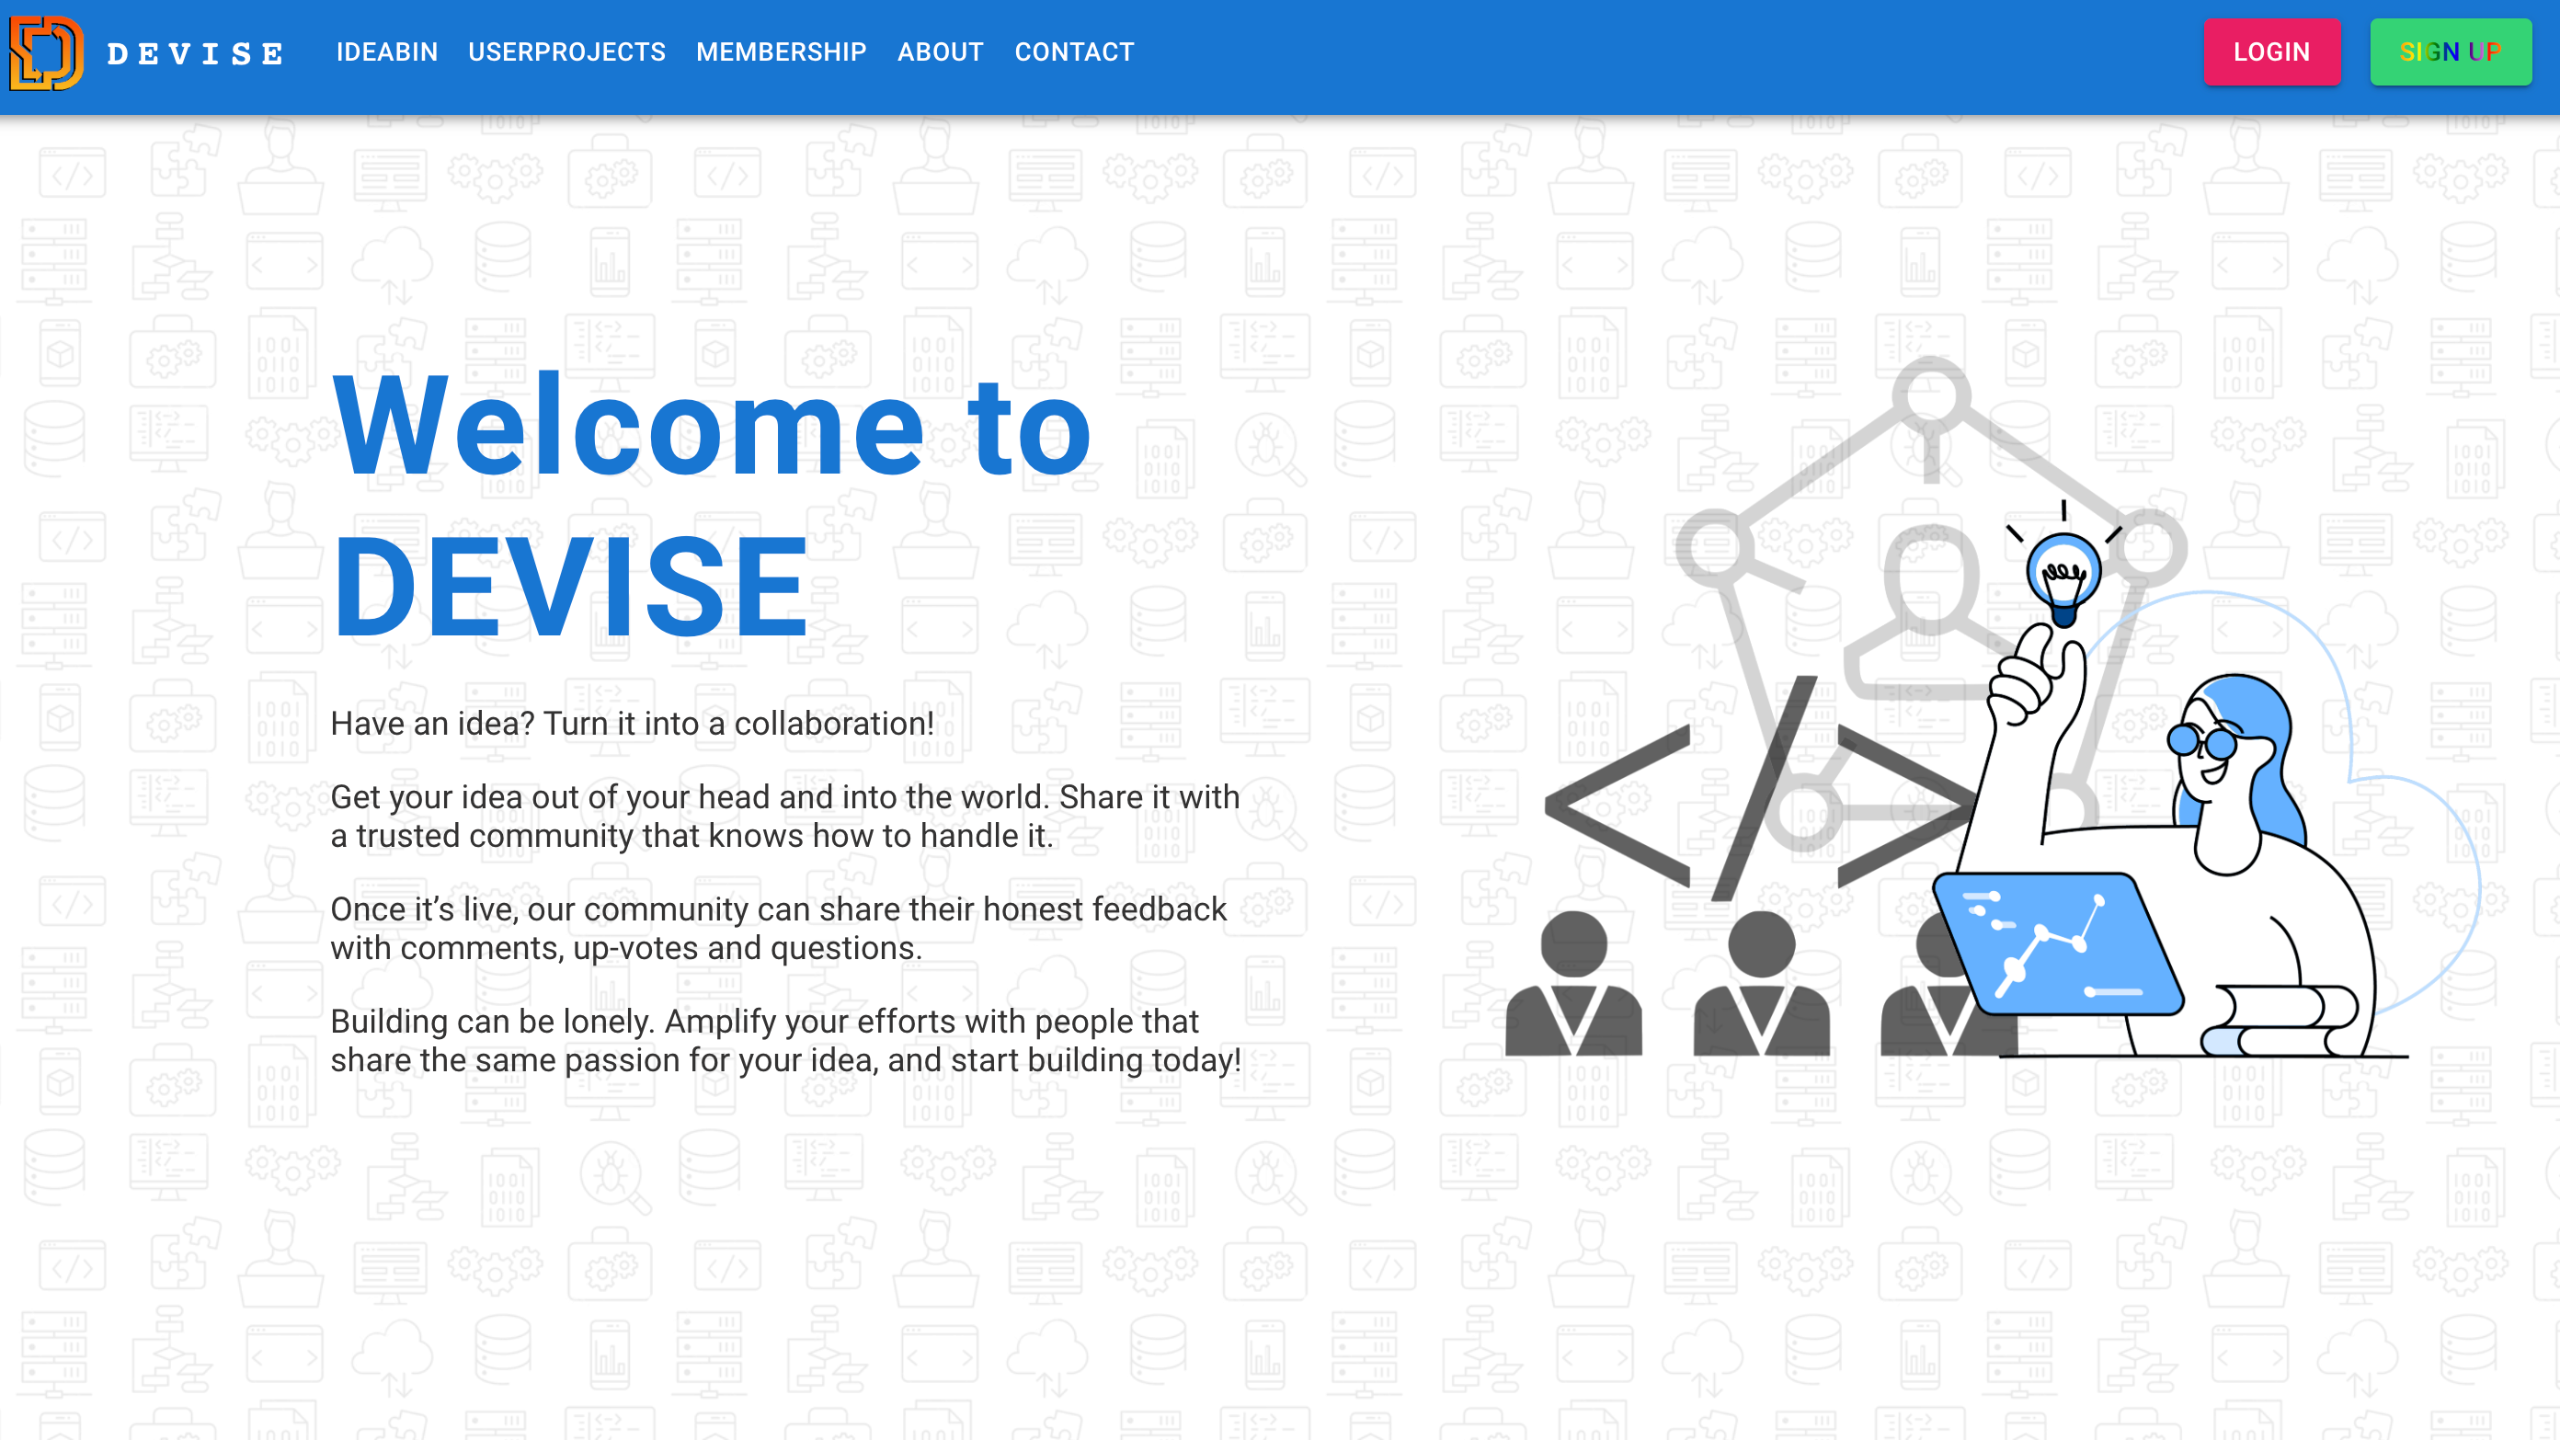 DEVISE IDEABIN USERPROJECTS MEMBERSHIP ABOUT CONTACT LOGIN SIGN UP
Welcome to
DEVISE
Have an idea? Turn it into a collaboration!
Get your idea out of your head and into the world. Share it with
a trusted community that knows how to handle it.
Once it’s live, our community can share their honest feedback
with comments, up-votes and questions.
Building can be lonely. Amplify your efforts with people that
share the same passion for your idea, and start building today!